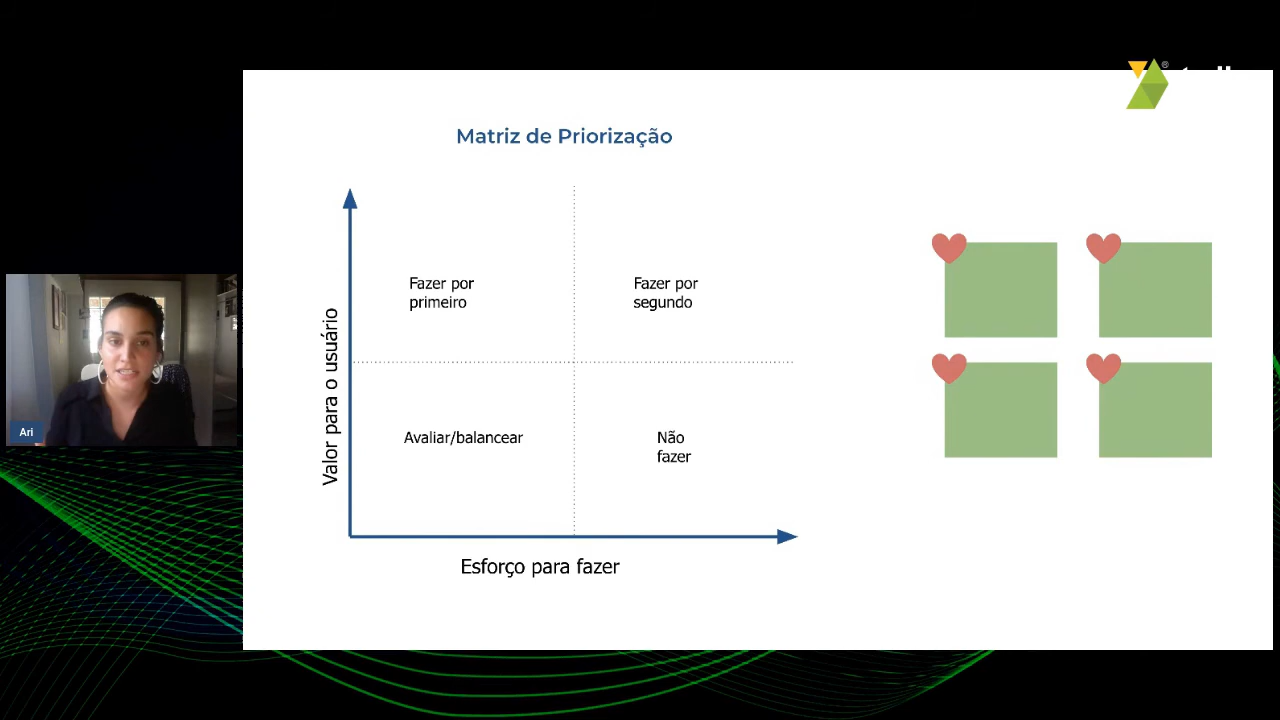 ®
Matriz de Priorização
Fazer por
primeiro
Fazer por
segundo
Valor para o usuário
Avaliar/balancear
Não
fazer
Esforço para fazer
Ari